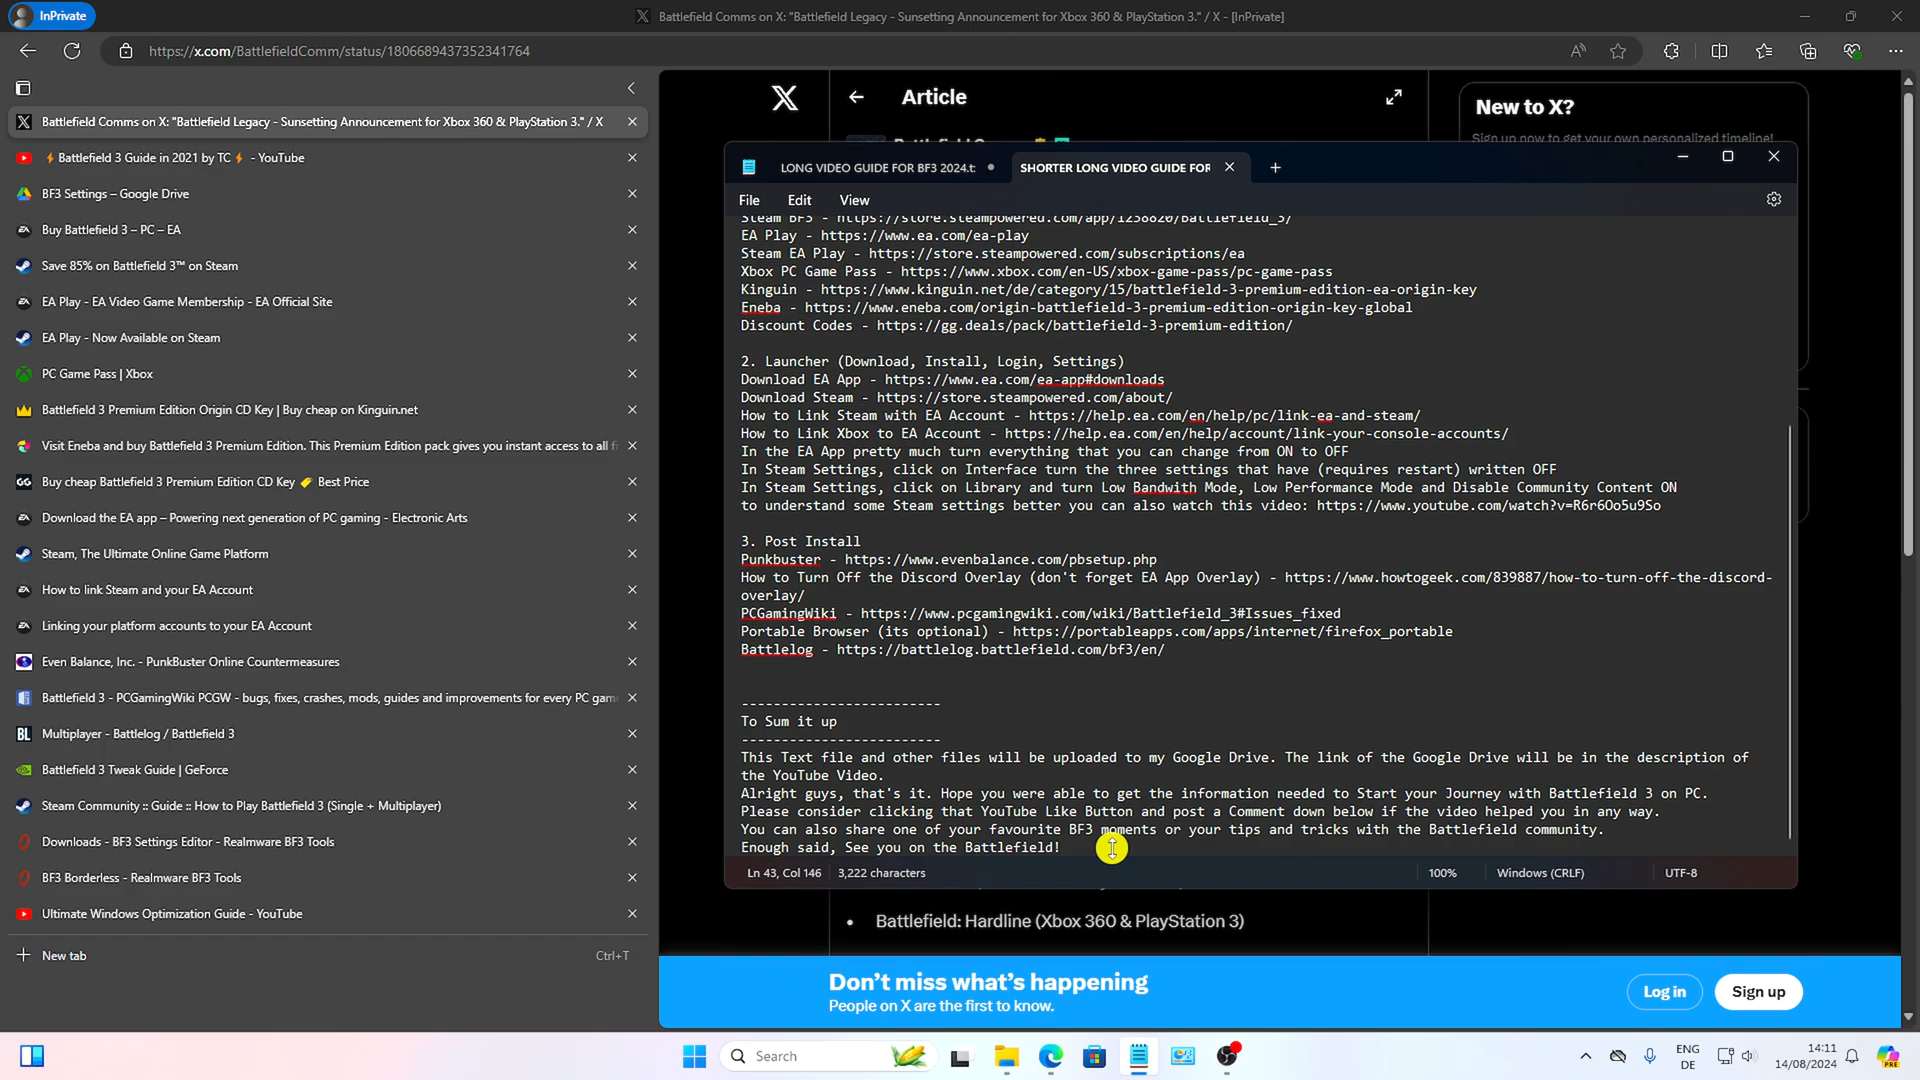 InPrivate
Battlefield Comms on X: "Battlefield Legacy - Sunsetting Announcement for Xbox 360 & PlayStation 3." / X - [InPrivate]
https://x.com/BattlefieldComm/status/1806689437352341764
Battlefield Comms on X: "Battlefield Legacy - Sunsetting Announcement for Xbox 360 & PlayStation 3." / X
⚡Battlefield 3 Guide in 2021 by TC⚡ - YouTube
BF3 Settings – Google Drive
Buy Battlefield 3 – PC – EA
Save 85% on Battlefield 3™ on Steam
EA Play - EA Video Game Membership - EA Official Site
EA Play - Now Available on Steam
PC Game Pass | Xbox
Battlefield 3 Premium Edition Origin CD Key | Buy cheap on Kinguin.net
Visit Eneba and buy Battlefield 3 Premium Edition. This Premium Edition pack gives you instant access to all fi
GG Buy cheap Battlefield 3 Premium Edition CD Key 🏷️ Best Price
Download the EA app – Powering next generation of PC gaming - Electronic Arts
Steam, The Ultimate Online Game Platform
How to link Steam and your EA Account
Linking your platform accounts to your EA Account
Even Balance, Inc. - PunkBuster Online Countermeasures
Battlefield 3 - PCGamingWiki PCGW - bugs, fixes, crashes, mods, guides and improvements for every PC gam
BL Multiplayer - Battlelog / Battlefield 3
Battlefield 3 Tweak Guide | GeForce
Steam Community :: Guide :: How to Play Battlefield 3 (Single + Multiplayer)
Downloads - BF3 Settings Editor - Realmware BF3 Tools
BF3 Borderless - Realmware BF3 Tools
Ultimate Windows Optimization Guide - YouTube
New tab
Ctrl+T
Article
New to X?
Sign up now to get your own personalized timeline!
LONG VIDEO GUIDE FOR BF3 2024.t:
SHORTER LONG VIDEO GUIDE FOR
File
Edit
View
Steam BF3 - https://store.steampowered.com/app/1238820/Battlefield_3/
EA Play - https://www.ea.com/ea-play
Steam EA Play - https://store.steampowered.com/subscriptions/ea
Xbox PC Game Pass - https://www.xbox.com/en-US/xbox-game-pass/pc-game-pass
Kinguin - https://www.kinguin.net/de/category/15/battlefield-3-premium-edition-ea-origin-key
Eneba - https://www.eneba.com/origin-battlefield-3-premium-edition-origin-key-global
Discount Codes - https://gg.deals/pack/battlefield-3-premium-edition/
2. Launcher (Download, Install, Login, Settings)
Download EA App - https://www.ea.com/ea-app#downloads
Download Steam - https://store.steampowered.com/about/
How to Link Steam with EA Account - https://help.ea.com/en/help/pc/link-ea-and-steam/
How to Link Xbox to EA Account - https://help.ea.com/en/help/account/link-your-console-accounts/
In the EA App pretty much turn everything that you can change from ON to OFF
In Steam Settings, click on Interface turn the three settings that have (requires restart) written OFF
In Steam Settings, click on Library and turn Low Bandwith Mode, Low Performance Mode and Disable Community Content ON
to understand some Steam settings better you can also watch this video: https://www.youtube.com/watch?v=R6r6Oo5u9So
3. Post Install
Punkbuster - https://www.evenbalance.com/pbsetup.php
How to Turn Off the Discord Overlay (don't forget EA App Overlay) - https://www.howtogeek.com/839887/how-to-turn-off-the-discord-
overlay/
PCGamingWiki - https://www.pcgamingwiki.com/wiki/Battlefield_3#Issues_fixed
Portable Browser (its optional) - https://portableapps.com/apps/internet/firefox_portable
Battlelog - https://battlelog.battlefield.com/bf3/en/
-------------------------
To Sum it up
-------------------------
This Text file and other files will be uploaded to my Google Drive. The link of the Google Drive will be in the description of
the YouTube Video.
Alright guys, that's it. Hope you were able to get the information needed to Start your Journey with Battlefield 3 on PC.
Please consider clicking that YouTube Like Button and post a Comment down below if the video helped you in any way.
You can also share one of your favourite BF3 moments or your tips and tricks with the Battlefield community.
Enough said, See you on the Battlefield!
Ln 43, Col 146
3,222 characters
100%
Windows (CRLF)
UTF-8
• Battlefield: Hardline (Xbox 360 & PlayStation 3)
Don't miss what's happening
People on X are the first to know.
Log in
Sign up
Search
ENG
DE
14:11
14/08/2024
PRE